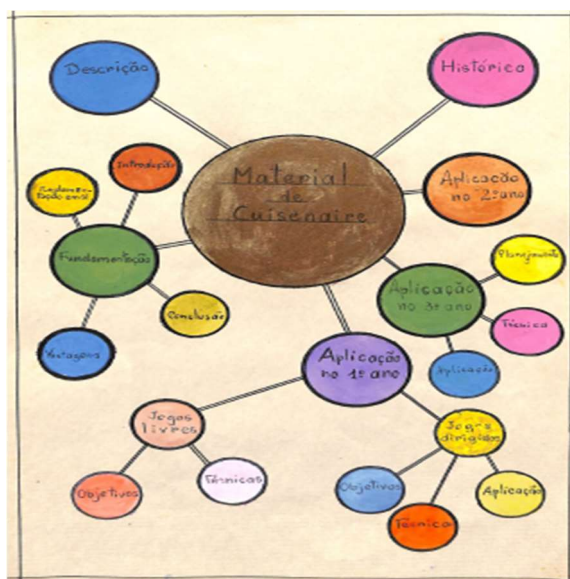 Descrição
Histórico
Material
de
Cuisenaire
Aplicação
no 2º ano
Introdução
Fundamentação
Conclusão
Vantagens
Aplicação
no 3º ano
Planejamento
Técnica
Aplicação
Aplicação
no 1º ano
Jogos
livres
Objetivos
Técnicas
Jogos
dirigidos
Objetivos
Técnica
Aplicação